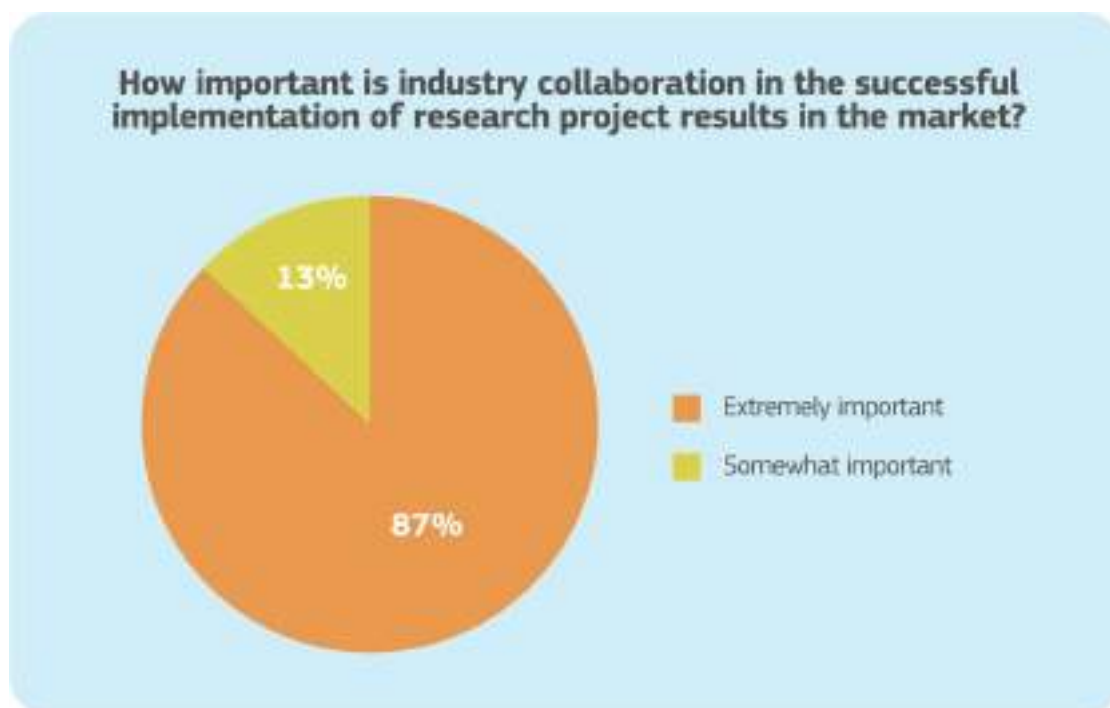 How important is industry collaboration in the successful
implementation of research project results in the market?
13%
87%
Extremely important
Somewhat important